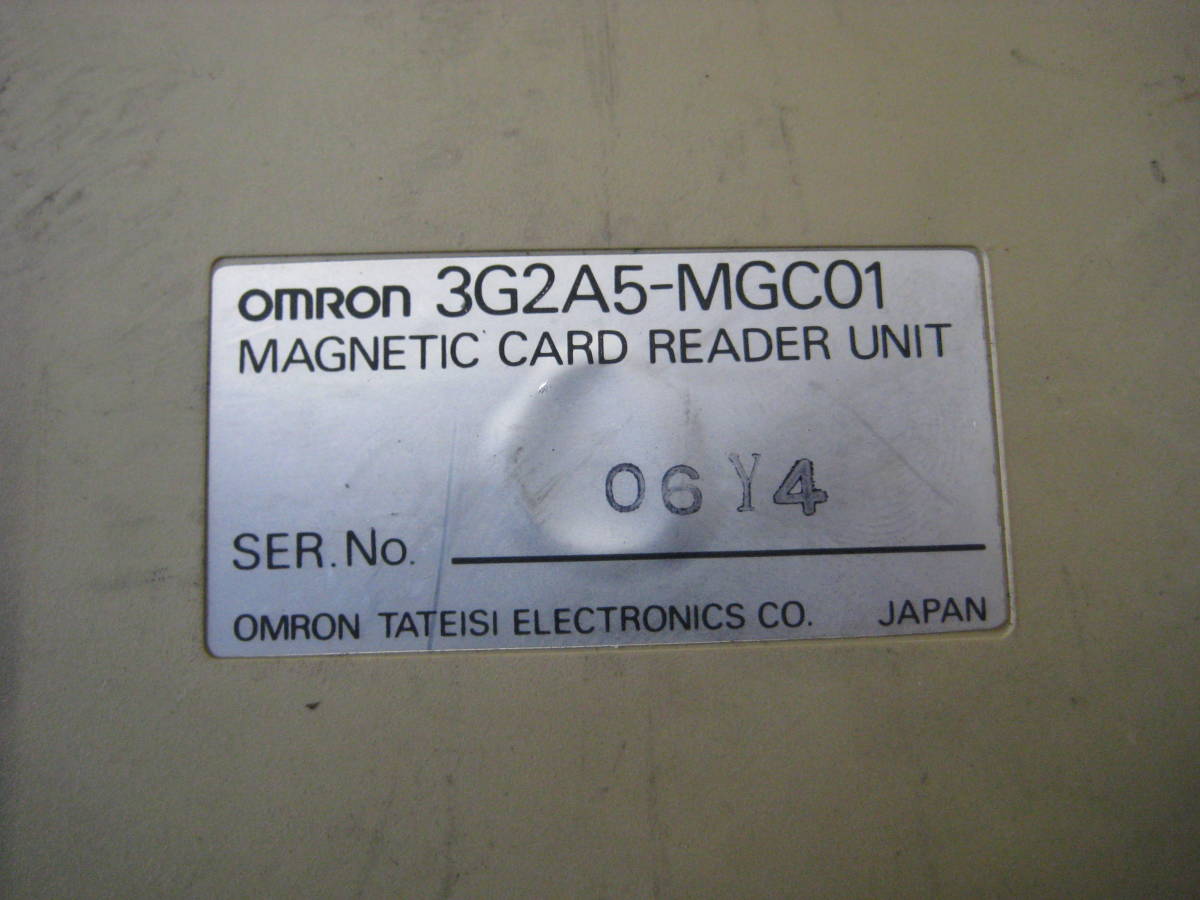 omron 3G2A5-MGC01
MAGNETIC CARD READER UNIT
06Y4
SER. No.
OMRON TATEISI ELECTRONICS CO. JAPAN